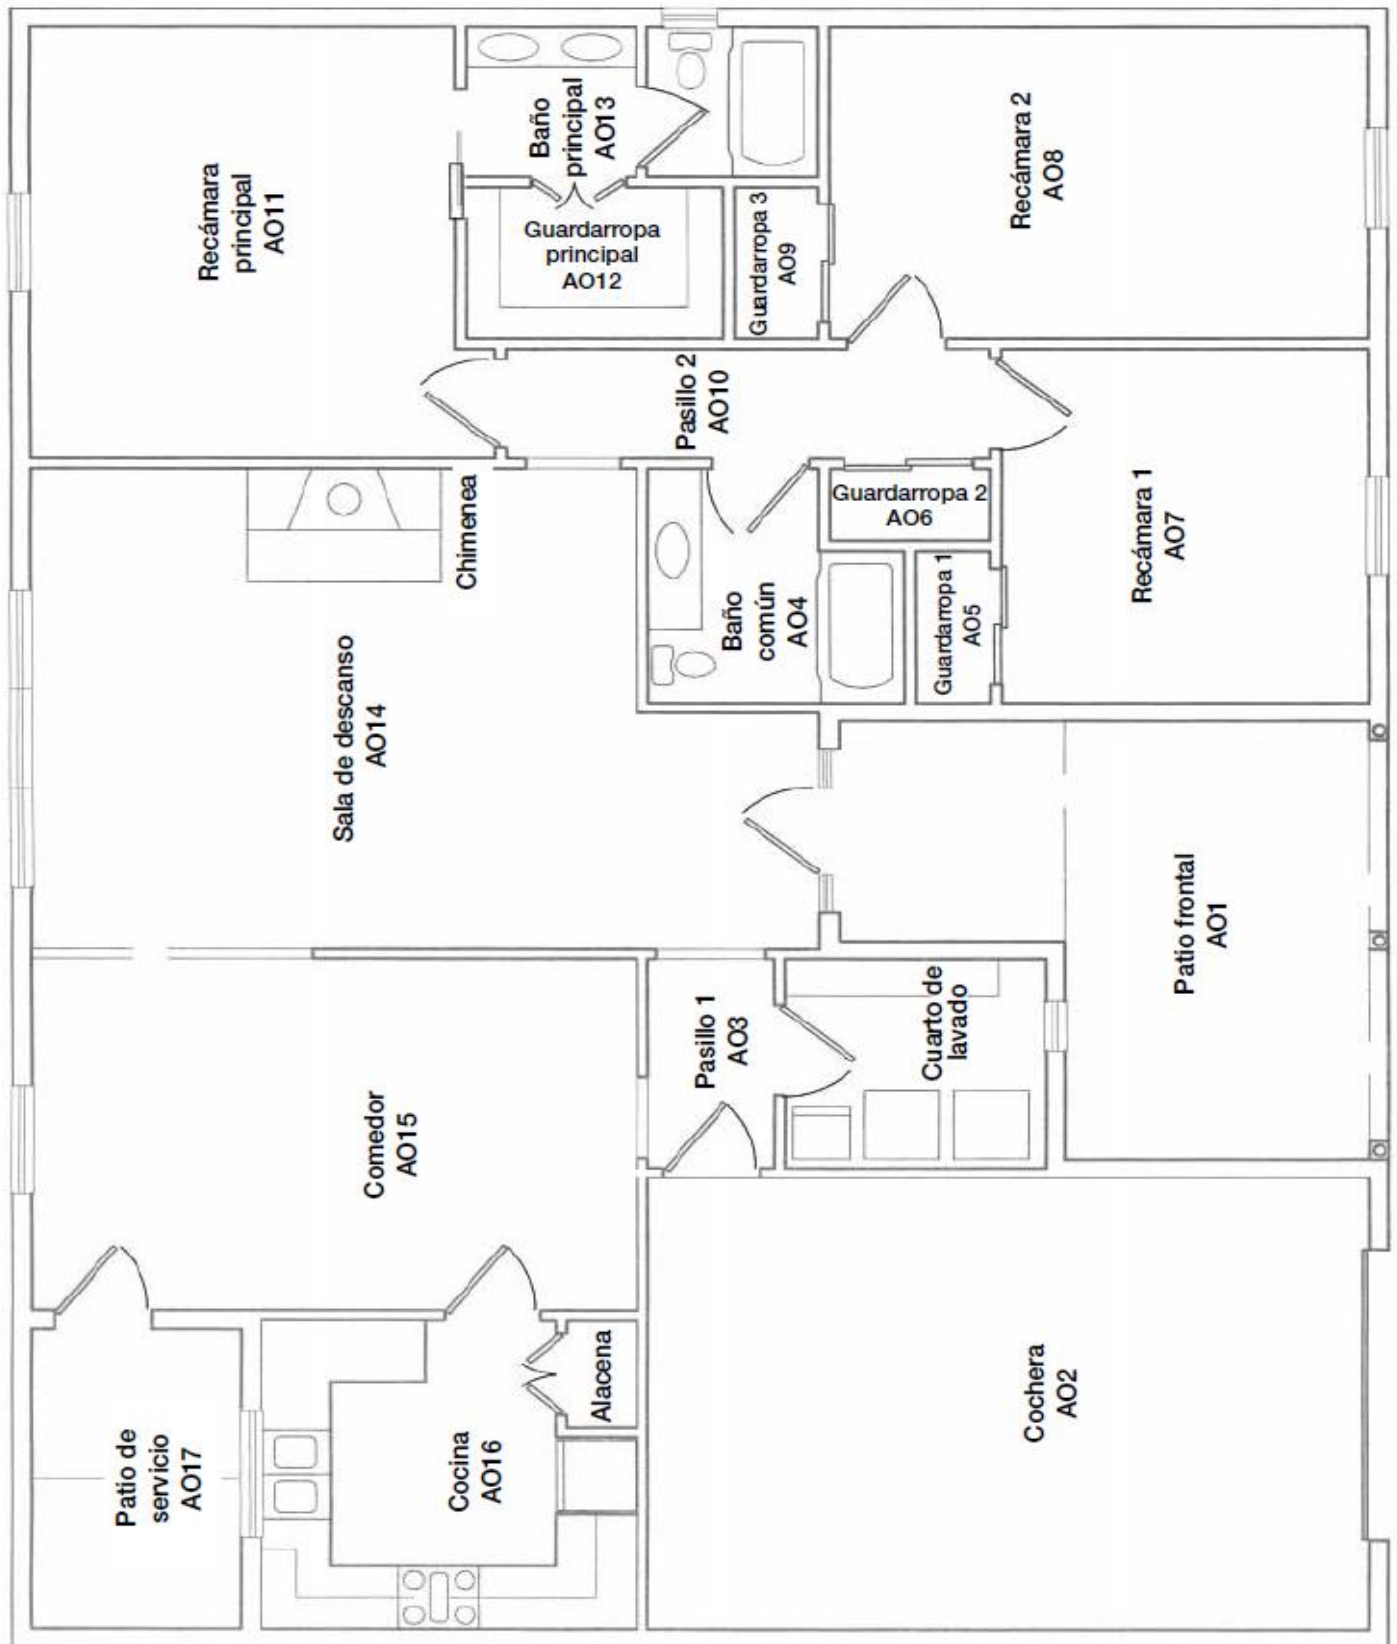 Recámara
principal
AO11
Baño
principal
AO13
Guardarropa
principal
AO12
Guardarropa 3
AO9
Recámara 2
AO8
Pasillo 2
AO10
Chimenea
Guardarropa 2
AO6
Recámara 1
AO7
Baño
común
AO4
Guardarropa 1
AO5
Sala de descanso
AO14
Patio frontal
AO1
Pasillo 1
AO3
Cuarto de
lavado
Comedor
AO15
Alacena
Patio de
servicio
AO17
Cocina
AO16
Cochera
AO2